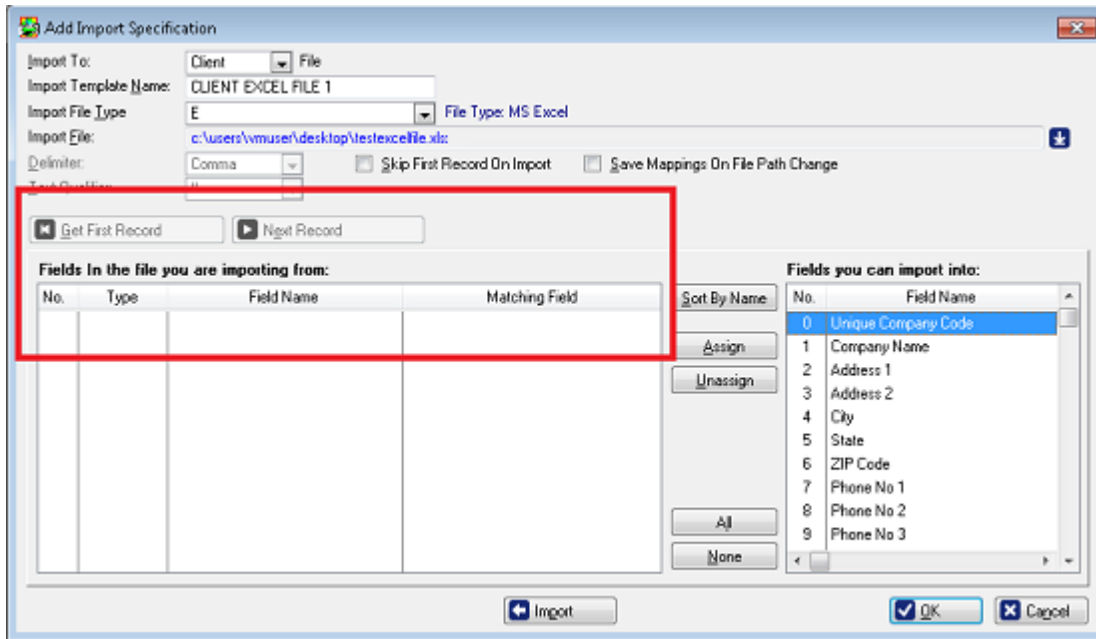 Add Import Specification
Import To: Client File
Import Template Name: CLIENT EXCEL FILE 1
Import File Type E File Type: MS Excel
Import File: c:\users\vmuser\desktop\testexcelfile.xls:
Delimiter: Comma Skip First Record On Import Save Mappings On File Path Change
Get First Record Next Record
Fields In the file you are importing from: Fields you can import into:
No. Type Field Name Matching Field Sort By Name No. Field Name
0 Unique Company Code
Assign 1 Company Name
Unassign 2 Address 1
3 Address 2
4 City
5 State
6 ZIP Code
7 Phone No 1
All 8 Phone No 2
None 9 Phone No 3
Import OK Cancel